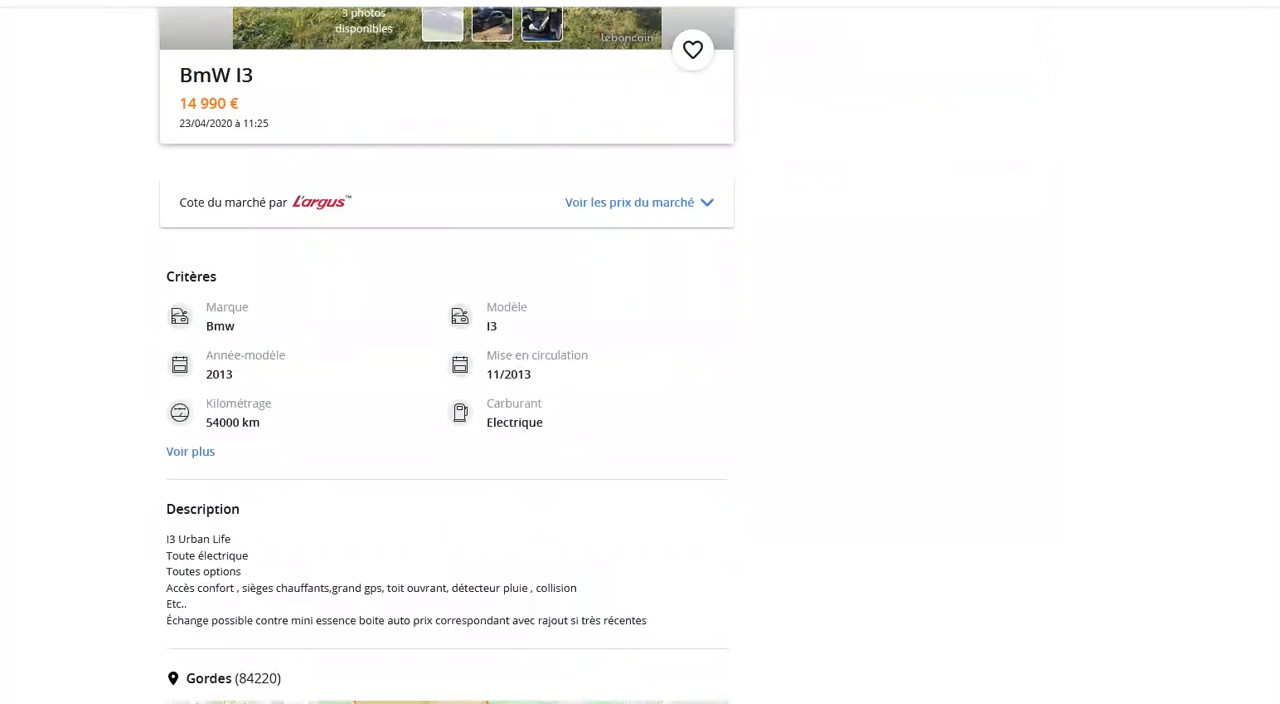 3 photos
disponibles
leboncoin
BmW I3
14 990 €
23/04/2020 à 11:25
Cote du marché par L'argus™
Voir les prix du marché
Critères
Marque
Bmw
Modèle
I3
Année-modèle
2013
Mise en circulation
11/2013
Kilométrage
54000 km
Carburant
Electrique
Voir plus
Description
I3 Urban Life
Toute électrique
Toutes options
Accès confort , sièges chauffants,grand gps, toit ouvrant, détecteur pluie , collision
Etc..
Échange possible contre mini essence boite auto prix correspondant avec rajout si très récentes
Gordes (84220)